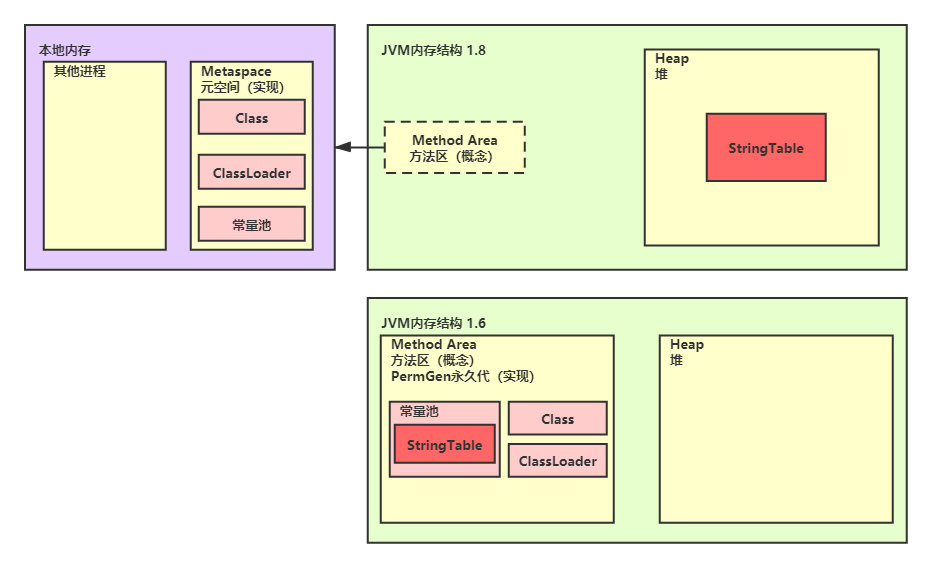 本地内存
其他进程
Metaspace
元空间（实现）
Class
ClassLoader
常量池
JVM内存结构 1.8
Method Area
方法区（概念）
Heap
堆
StringTable
JVM内存结构 1.6
Method Area
方法区（概念）
PermGen永久代（实现）
常量池
StringTable
Class
ClassLoader
Heap
堆